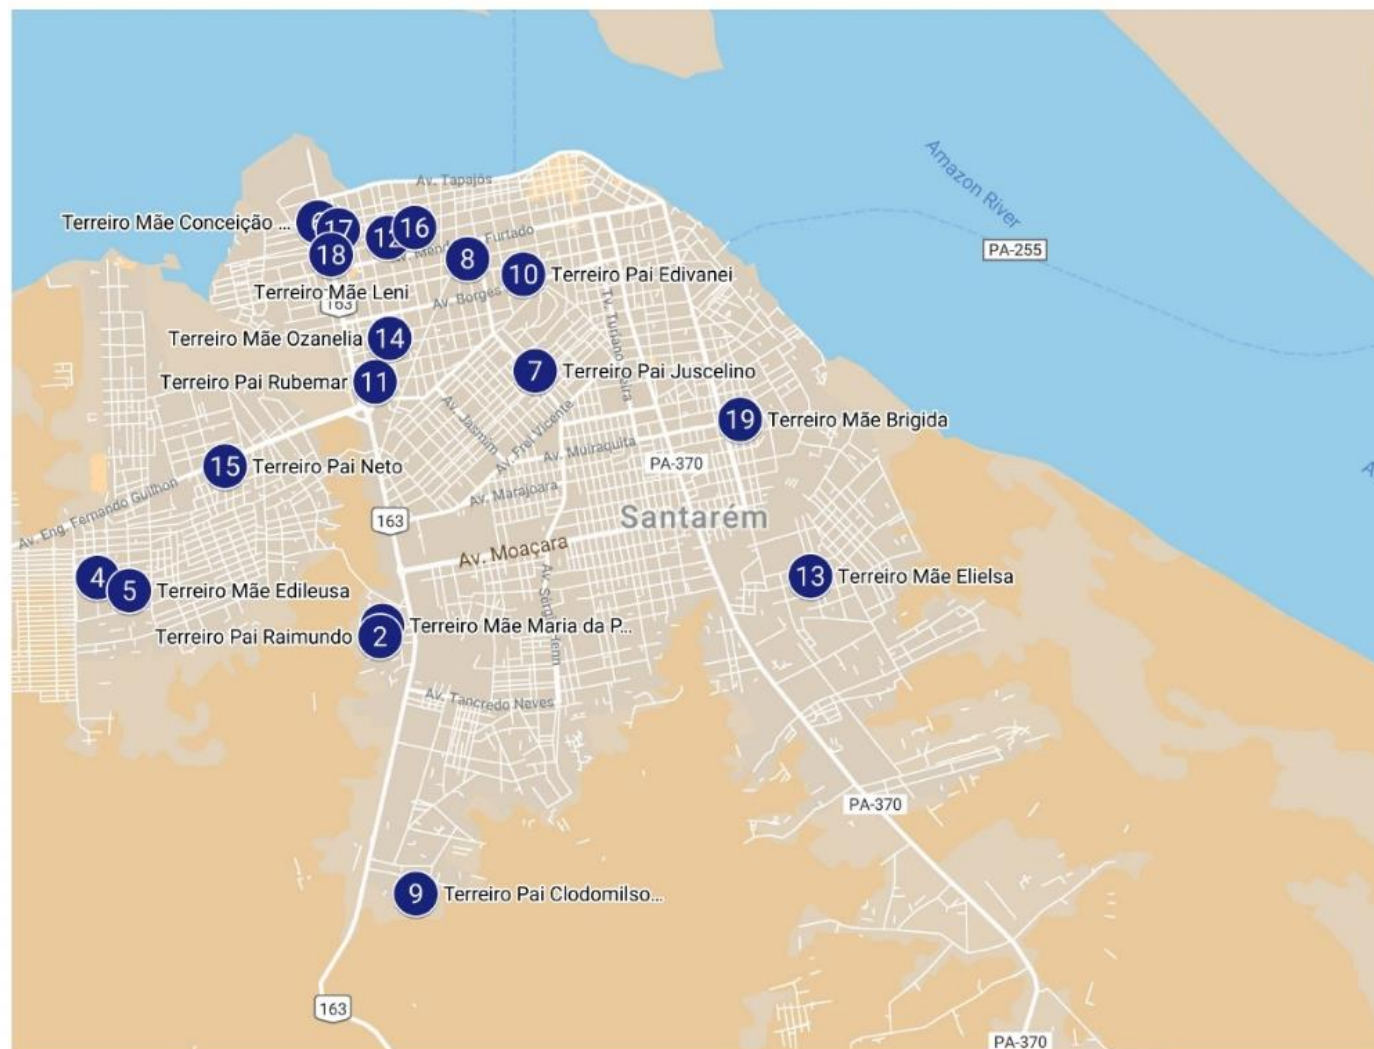 Av. Tapajós
Amazon River
Terreiro Mãe Conceição ...
6
17
12
16
Furtado
PA-255
18
8
10
Terreiro Pai Edivanei
Terreiro Mãe Leni
163
Av. Borges
Terreiro Mãe Ozanelia
14
Terreiro Pai Rubemar
11
7
Terreiro Pai Juscelino
Av. Jasmim
Av. Frei Vicente
19
Terreiro Mãe Brigida
Av. Muiraquita
PA-370
15
Terreiro Pai Neto
Av. Marajoara
Av. Eng. Fernando Guilhon
163
Santarém
Av. Moaçara
4
5
Terreiro Mãe Edileusa
13
Terreiro Mãe Elielsa
Terreiro Mãe Maria da P...
Terreiro Pai Raimundo
2
Av. Tancredo Neves
PA-370
9
Terreiro Pai Clodomilso...
163
PA-370